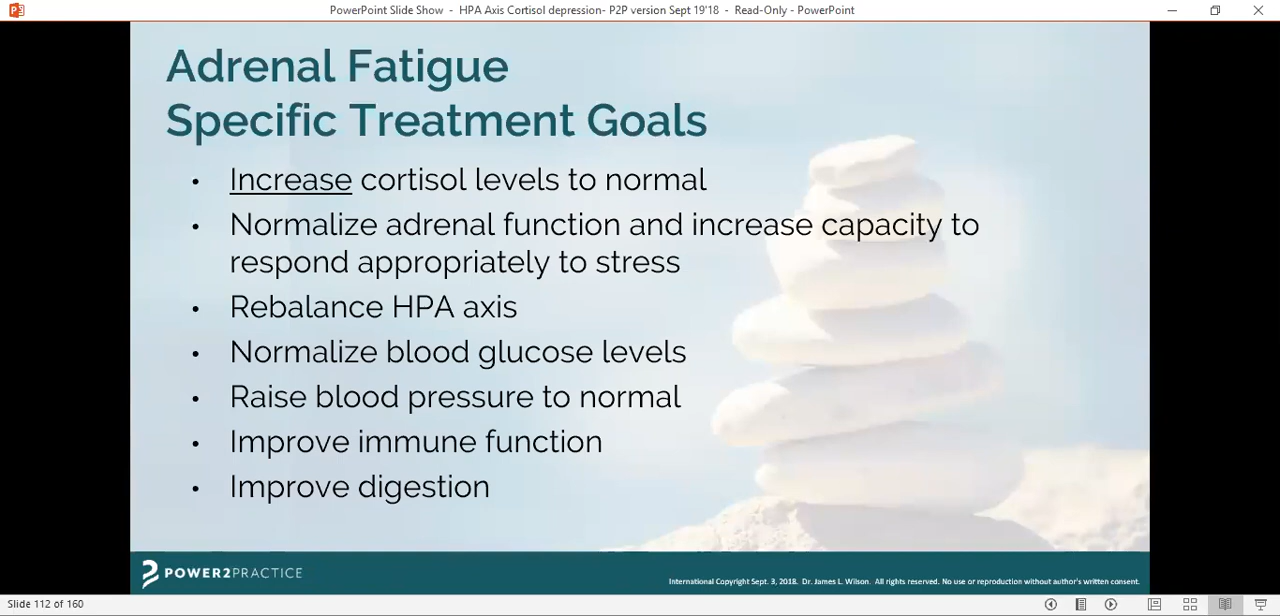 PowerPoint Slide Show - HPA Axis Cortisol depression- P2P version Sept 19'18 - Read-Only - PowerPoint
Adrenal Fatigue
Specific Treatment Goals
• Increase cortisol levels to normal
• Normalize adrenal function and increase capacity to
respond appropriately to stress
• Rebalance HPA axis
• Normalize blood glucose levels
• Raise blood pressure to normal
• Improve immune function
• Improve digestion
POWER2PRACTICE
International Copyright Sept. 3, 2018. Dr. James L. Wilson. All rights reserved. No use or reproduction without author's written consent.
Slide 112 of 160